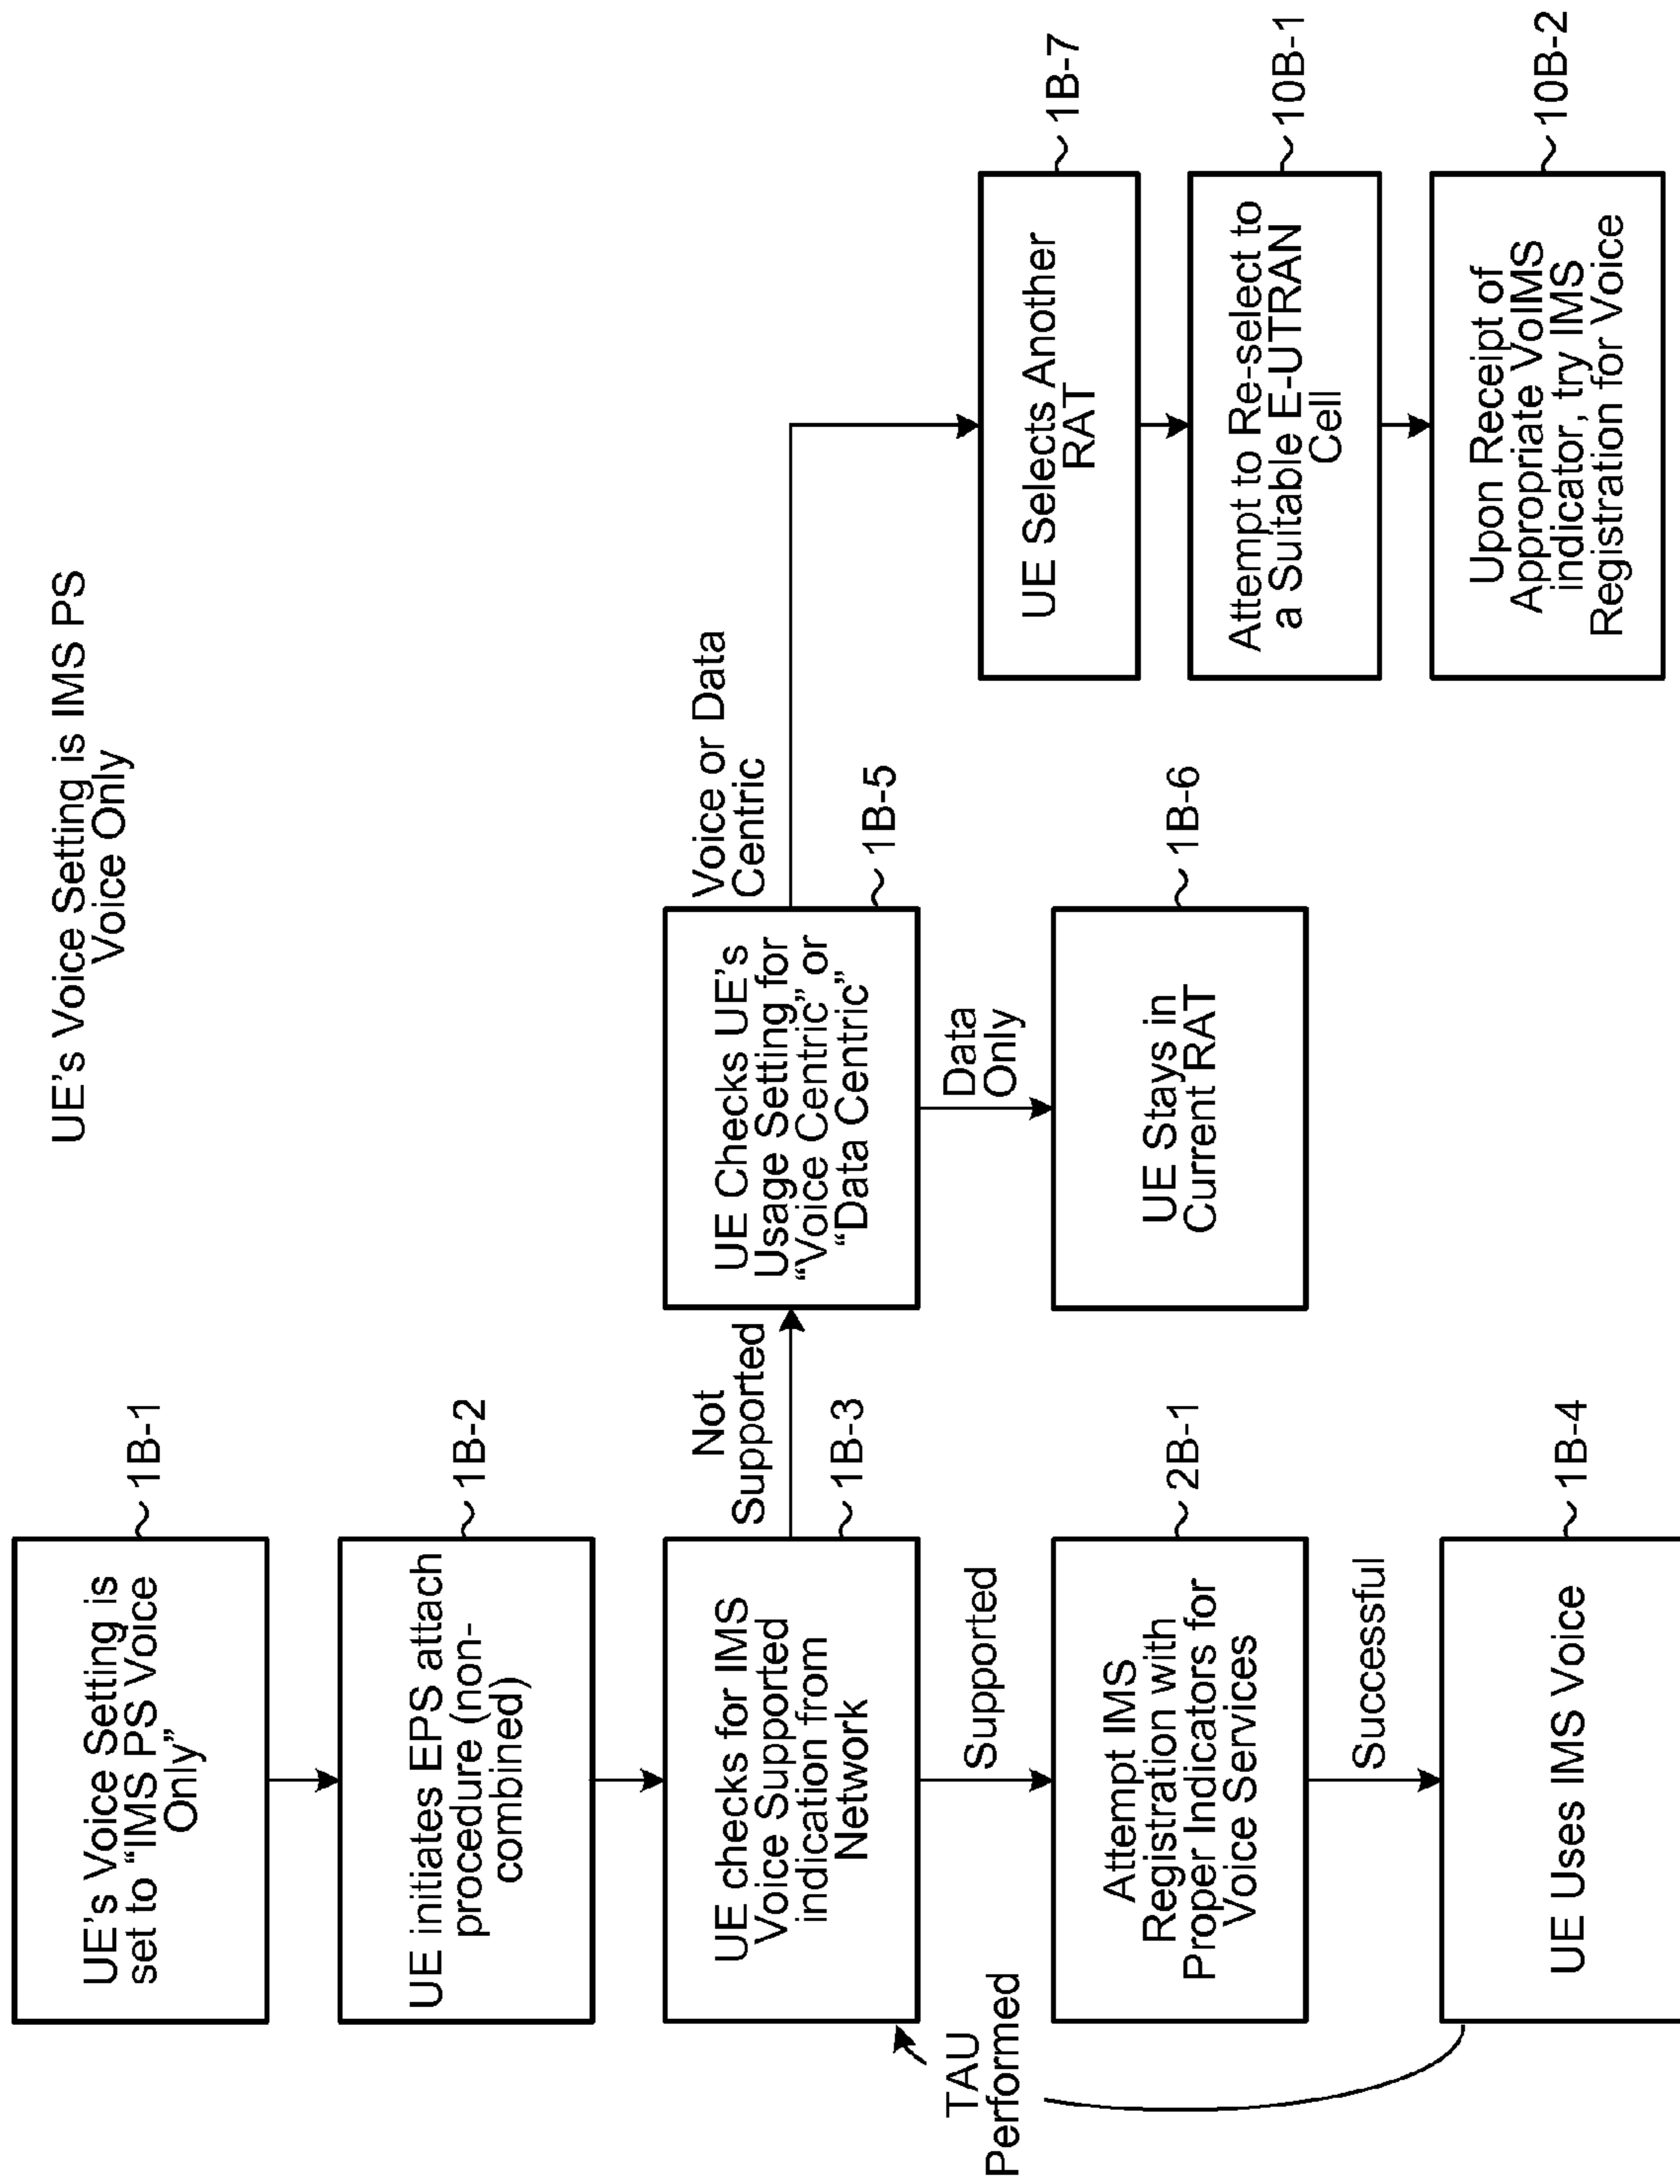 UE's Voice Setting is IMS PS
Voice Only
UE's Voice Setting is
set to “IMS PS Voice
Only”
1B-1
UE initiates EPS attach
procedure (non-
combined)
1B-2
UE checks for IMS
Voice Supported
indication from
Network
1B-3
Not
Supported
UE Checks UE's
Usage Setting for
“Voice Centric” or
“Data Centric”
1B-5
Voice or Data
Centric
Data
Only
UE Stays in
Current RAT
1B-6
UE Selects Another
RAT
1B-7
Attempt to Re-select to
a Suitable E-UTRAN
Cell
10B-1
Upon Receipt of
Appropriate VoIMS
indicator, try IMS
Registration for Voice
10B-2
Supported
Attempt IMS
Registration with
Proper Indicators for
Voice Services
2B-1
Successful
UE Uses IMS Voice
1B-4
TAU
Performed